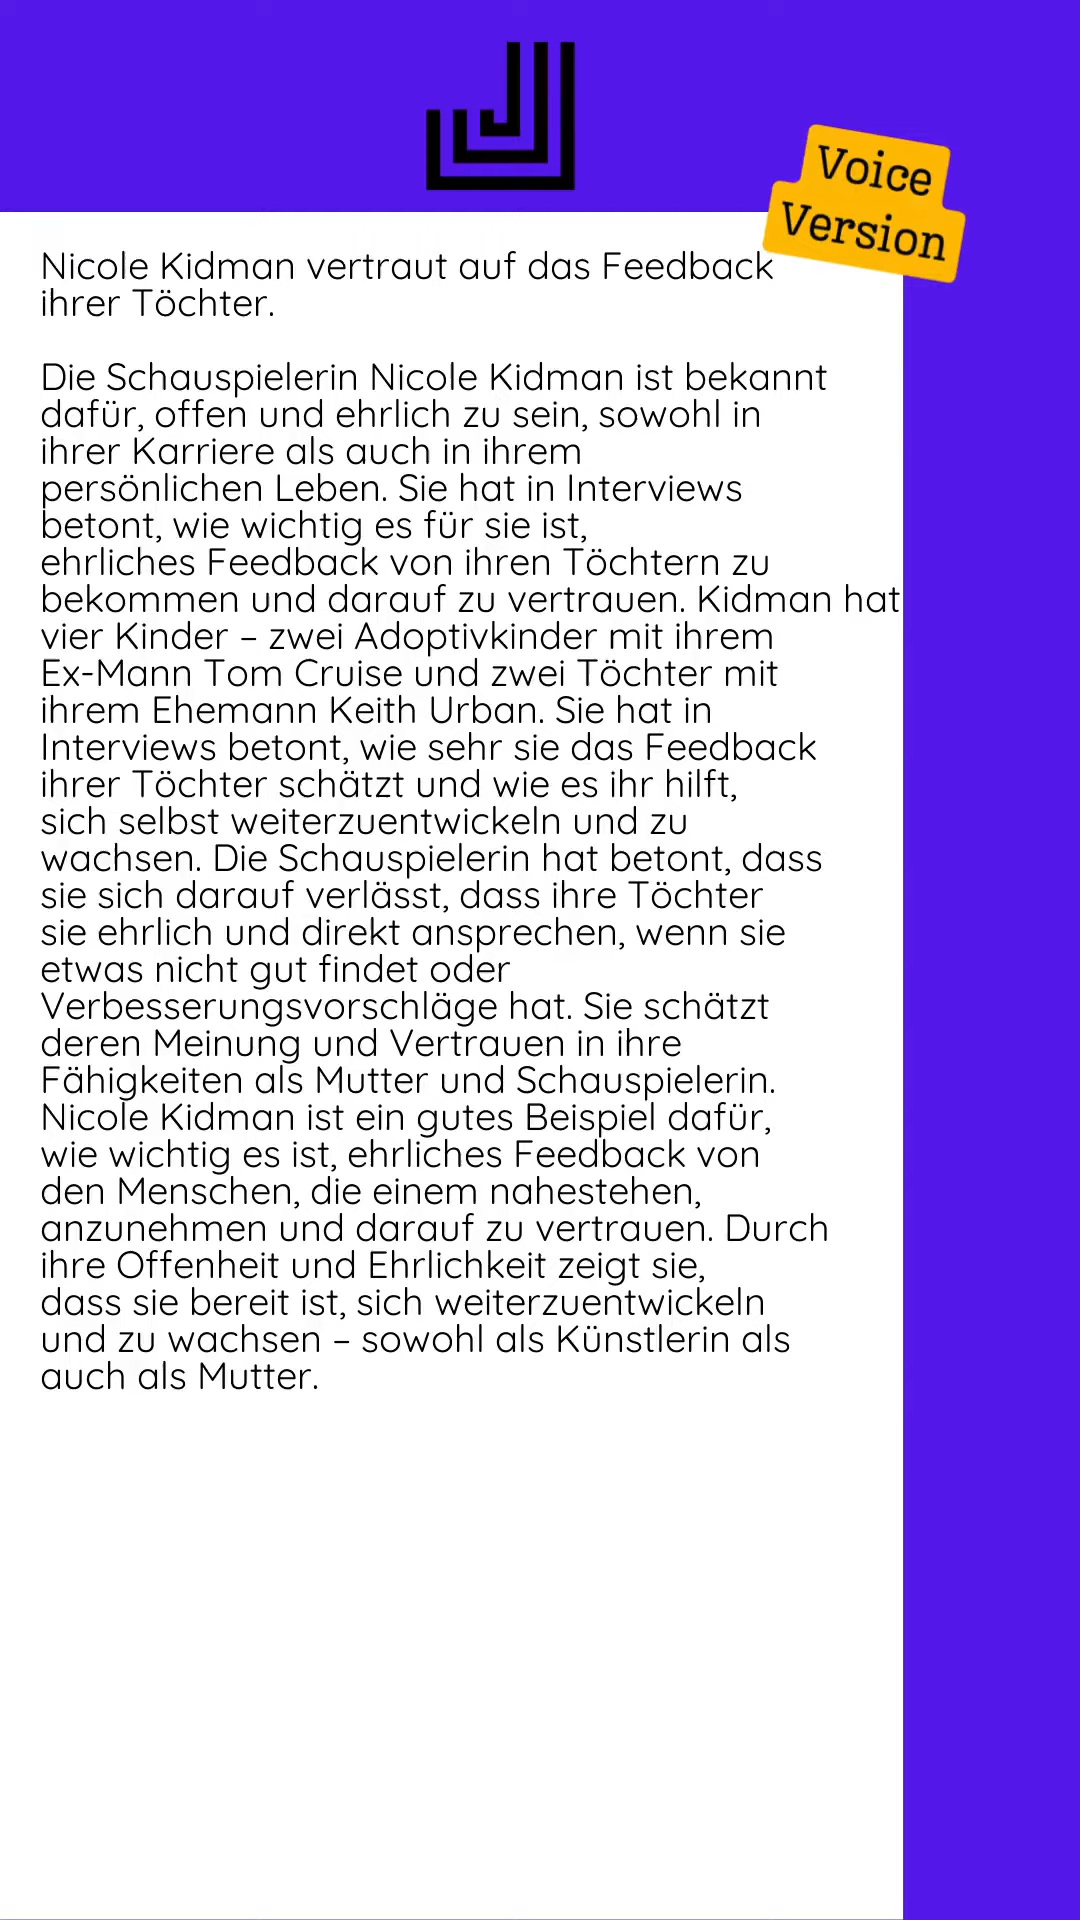 Voice
Version
Nicole Kidman vertraut auf das Feedback
ihrer Töchter.
Die Schauspielerin Nicole Kidman ist bekannt
dafür, offen und ehrlich zu sein, sowohl in
ihrer Karriere als auch in ihrem
persönlichen Leben. Sie hat in Interviews
betont, wie wichtig es für sie ist,
ehrliches Feedback von ihren Töchtern zu
bekommen und darauf zu vertrauen. Kidman hat
vier Kinder – zwei Adoptivkinder mit ihrem
Ex-Mann Tom Cruise und zwei Töchter mit
ihrem Ehemann Keith Urban. Sie hat in
Interviews betont, wie sehr sie das Feedback
ihrer Töchter schätzt und wie es ihr hilft,
sich selbst weiterzuentwickeln und zu
wachsen. Die Schauspielerin hat betont, dass
sie sich darauf verlässt, dass ihre Töchter
sie ehrlich und direkt ansprechen, wenn sie
etwas nicht gut findet oder
Verbesserungsvorschläge hat. Sie schätzt
deren Meinung und Vertrauen in ihre
Fähigkeiten als Mutter und Schauspielerin.
Nicole Kidman ist ein gutes Beispiel dafür,
wie wichtig es ist, ehrliches Feedback von
den Menschen, die einem nahestehen,
anzunehmen und darauf zu vertrauen. Durch
ihre Offenheit und Ehrlichkeit zeigt sie,
dass sie bereit ist, sich weiterzuentwickeln
und zu wachsen – sowohl als Künstlerin als
auch als Mutter.